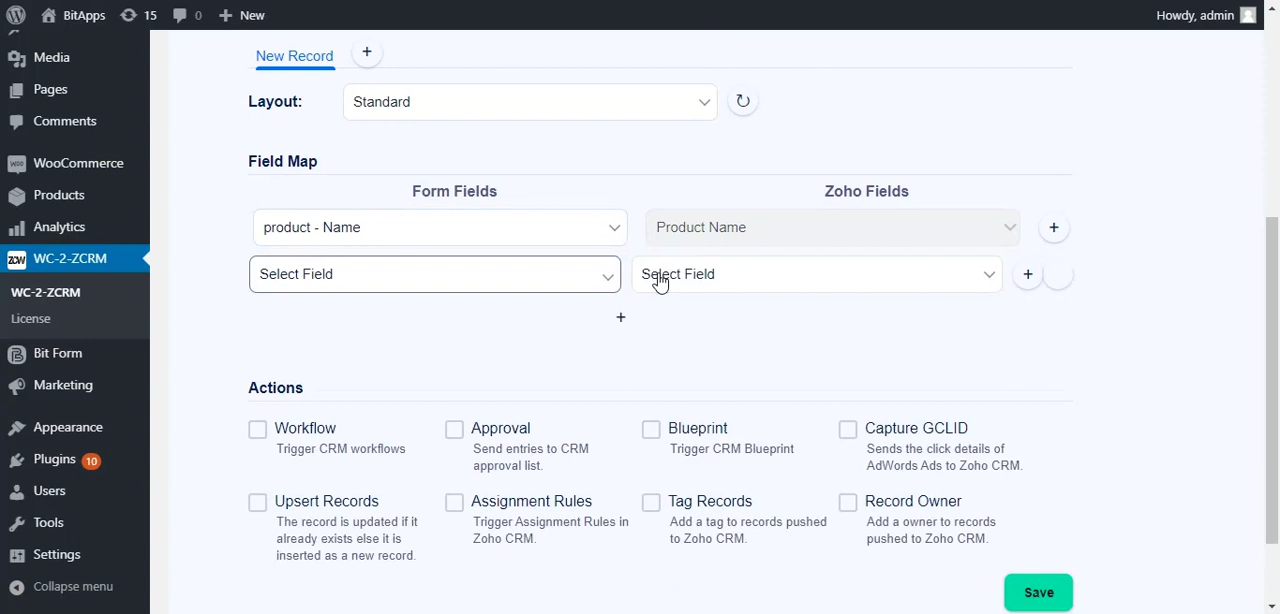 BitApps 15 0 + New Howdy, admin
Media
Pages
Comments
WooCommerce
Products
Analytics
WC-2-ZCRM
WC-2-ZCRM
License
Bit Form
Marketing
Appearance
Plugins 10
Users
Tools
Settings
Collapse menu
New Record +
Layout: Standard
Field Map
Form Fields Zoho Fields
product - Name Product Name +
Select Field Select Field +
+
Actions
Workflow
Trigger CRM workflows
Approval
Send entries to CRM
approval list.
Blueprint
Trigger CRM Blueprint
Capture GCLID
Sends the click details of
AdWords Ads to Zoho CRM.
Upsert Records
The record is updated if it
already exists else it is
inserted as a new record.
Assignment Rules
Trigger Assignment Rules in
Zoho CRM.
Tag Records
Add a tag to records pushed
to Zoho CRM.
Record Owner
Add a owner to records
pushed to Zoho CRM.
Save